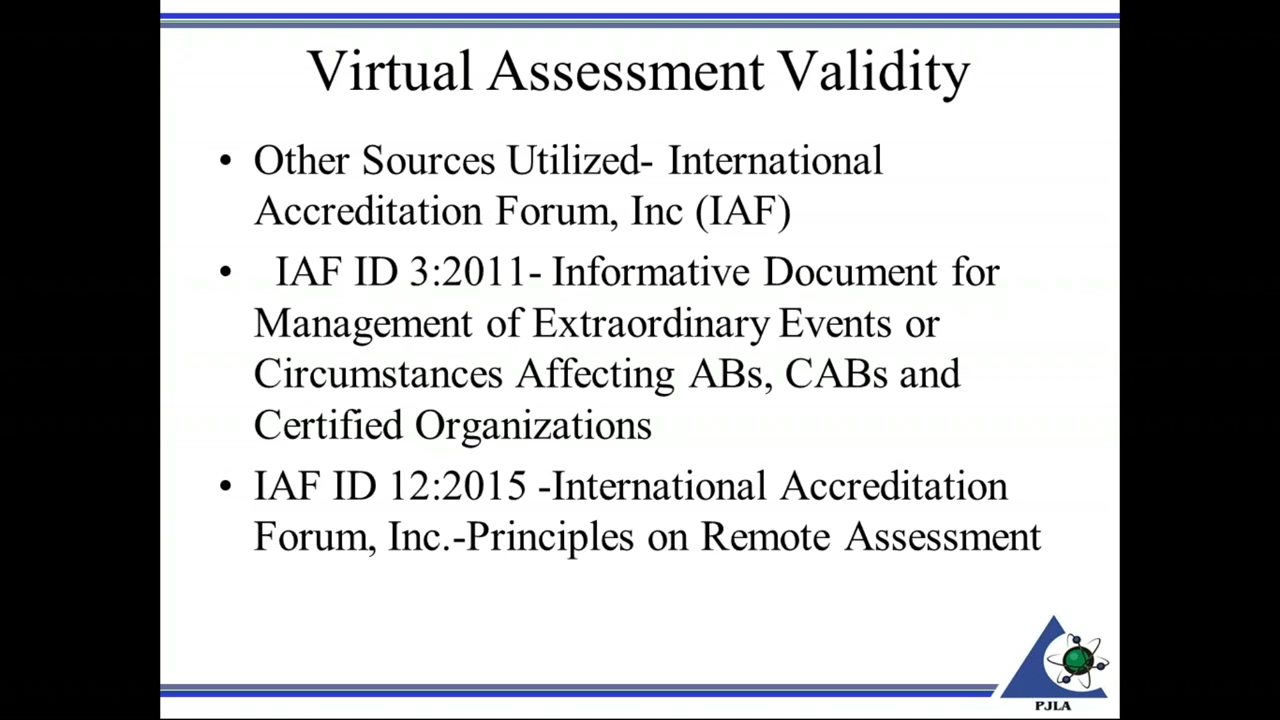 Virtual Assessment Validity
• Other Sources Utilized- International
Accreditation Forum, Inc (IAF)
• IAF ID 3:2011- Informative Document for
Management of Extraordinary Events or
Circumstances Affecting ABs, CABs and
Certified Organizations
• IAF ID 12:2015 -International Accreditation
Forum, Inc.-Principles on Remote Assessment
PJLA